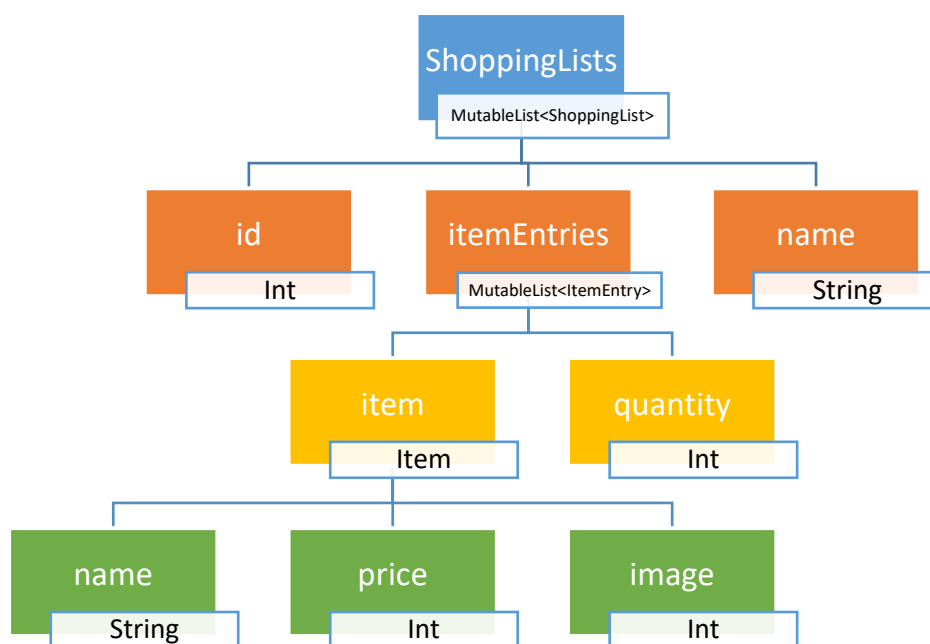 ShoppingLists
MutableList<ShoppingList>
id
Int
itemEntries
MutableList<ItemEntry>
name
String
item
Item
quantity
Int
name
String
price
Int
image
Int